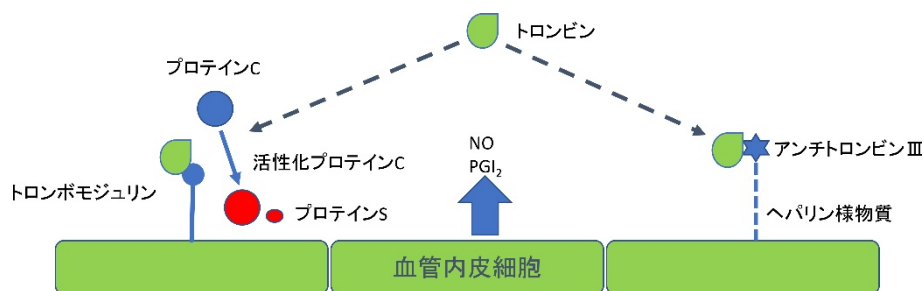 トロンビン
プロテインC
活性化プロテインC
トロンボモジュリン
プロテインS
NO
PGI₂
アンチトロンビンⅢ
ヘパリン様物質
血管内皮細胞